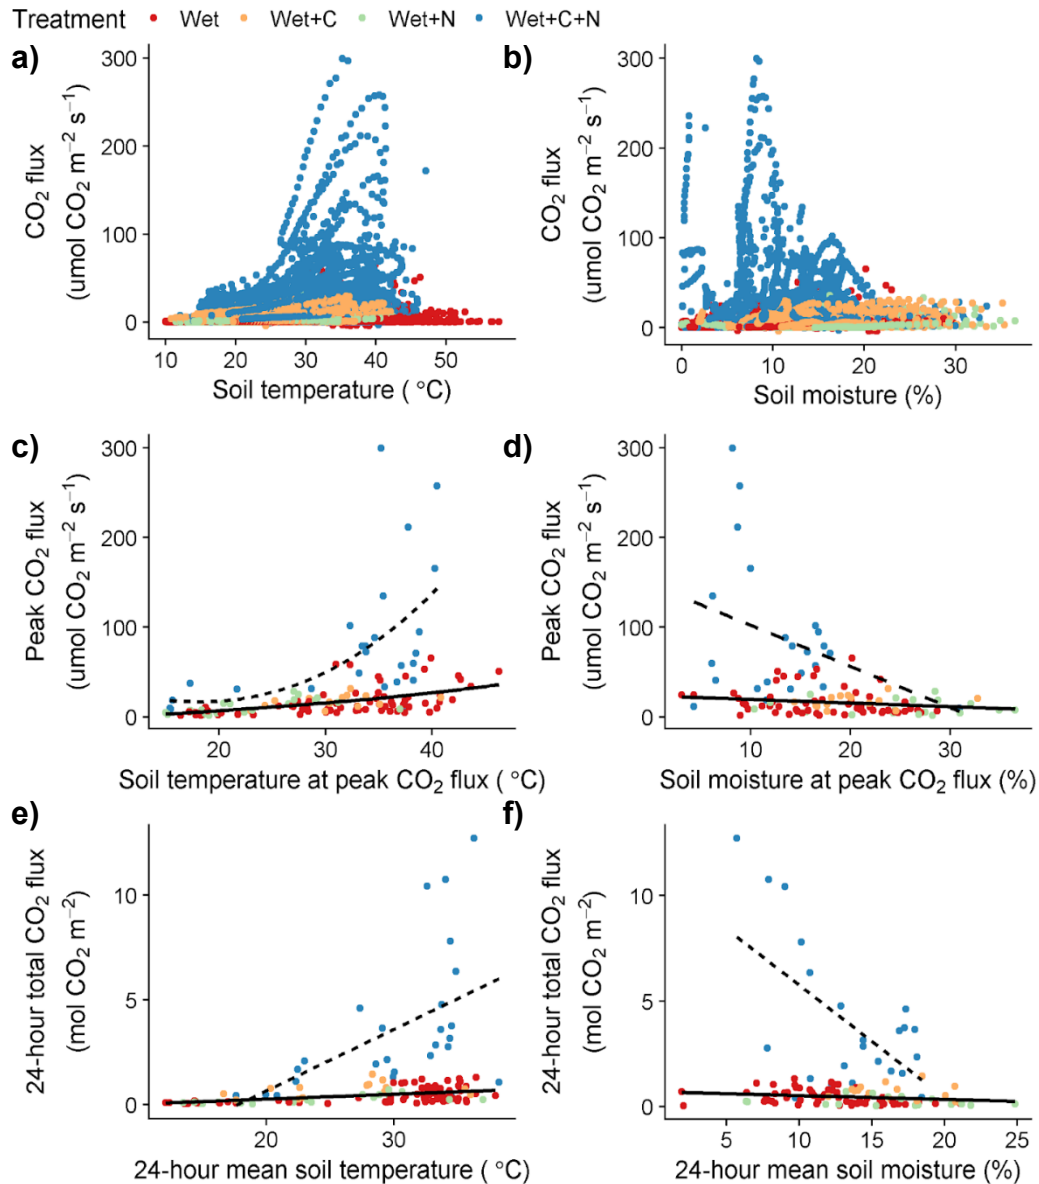 Treatment Wet Wet+C Wet+N Wet+C+N
a)
CO₂ flux
(umol CO₂ m⁻² s⁻¹)
300
200
100
0
10 20 30 40 50
Soil temperature ( °C)
b)
CO₂ flux
(umol CO₂ m⁻² s⁻¹)
300
200
100
0
0 10 20 30
Soil moisture (%)
c)
Peak CO₂ flux
(umol CO₂ m⁻² s⁻¹)
300
200
100
0
20 30 40
Soil temperature at peak CO₂ flux ( °C)
d)
Peak CO₂ flux
(umol CO₂ m⁻² s⁻¹)
300
200
100
0
10 20 30
Soil moisture at peak CO₂ flux (%)
e)
24-hour total CO₂ flux
(mol CO₂ m⁻²)
10
5
0
20 30
24-hour mean soil temperature ( °C)
f)
24-hour total CO₂ flux
(mol CO₂ m⁻²)
10
5
0
5 10 15 20 25
24-hour mean soil moisture (%)